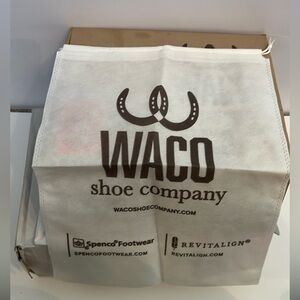 WACO
shoe company
WACOSHOECOMPANY.COM
Spenco Footwear
SPENCOFOOTWEAR.COM
REVITALIGN®
REVITALIGN.COM